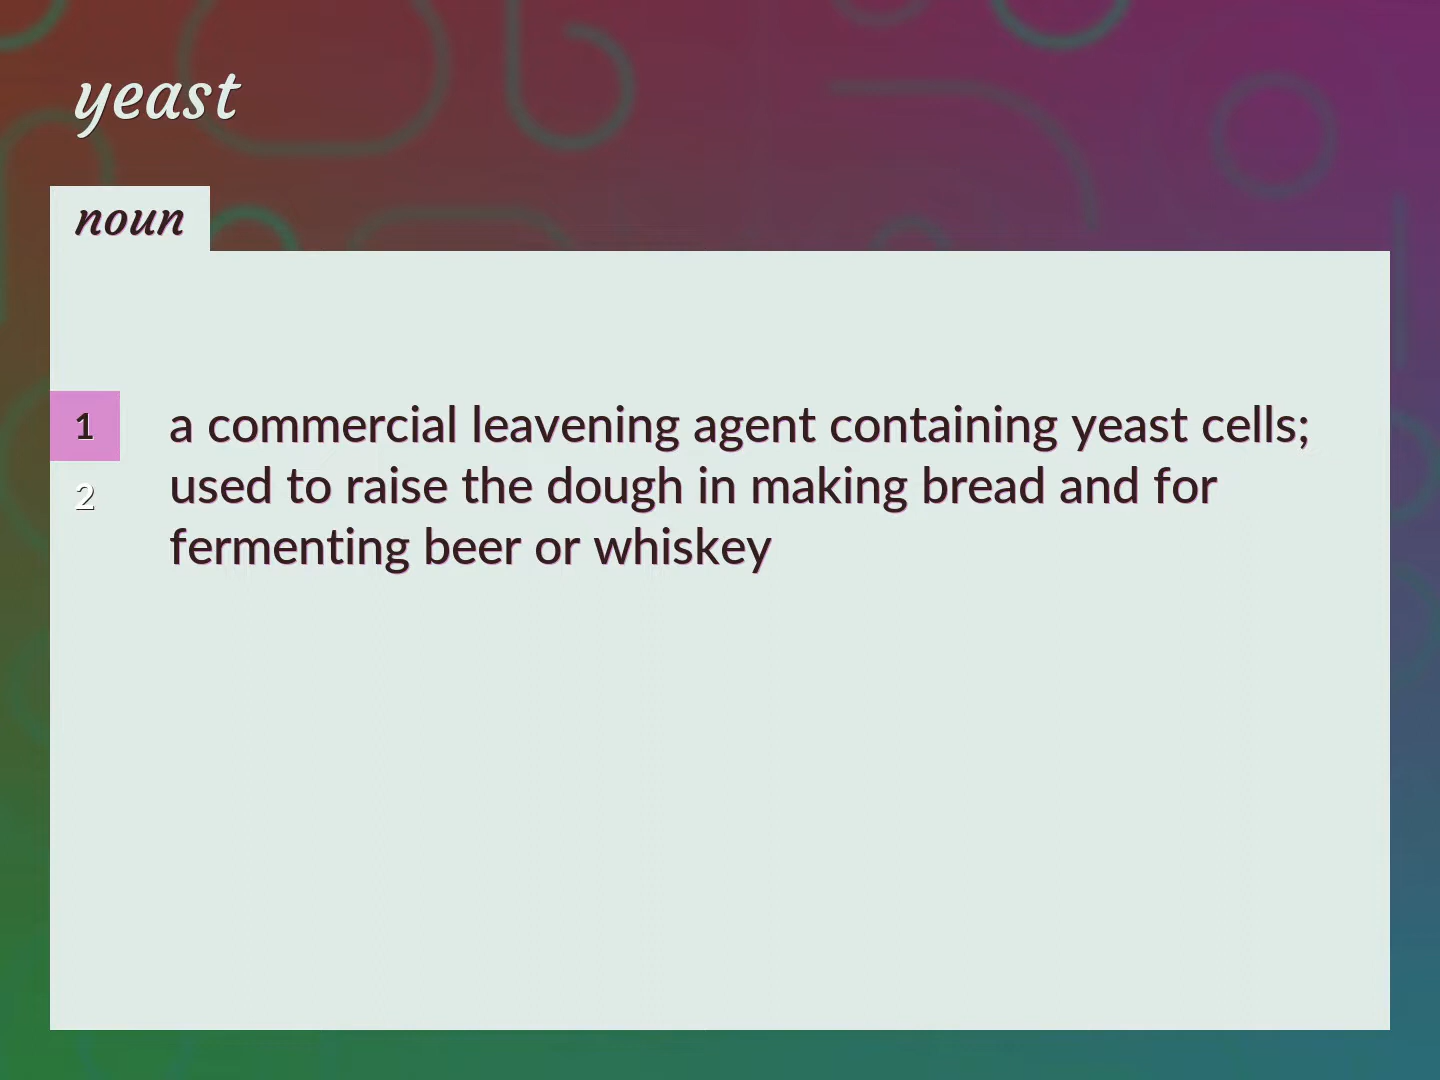 yeast
noun
1
a commercial leavening agent containing yeast cells;
2
used to raise the dough in making bread and for
fermenting beer or whiskey